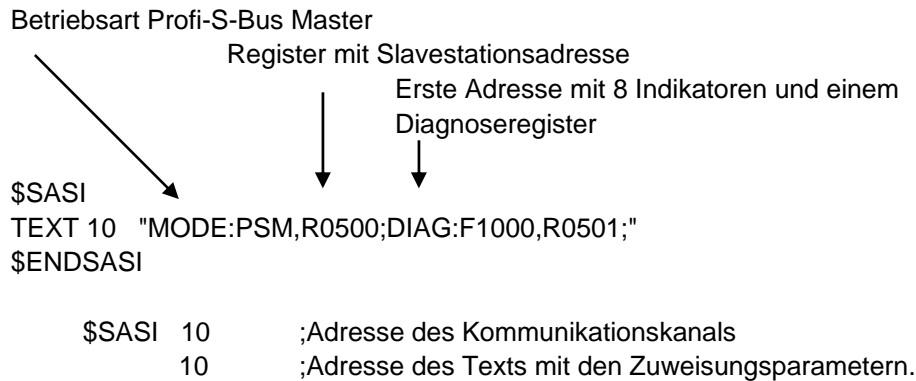 Betriebsart Profi-S-Bus Master
Register mit Slavestationsadresse
Erste Adresse mit 8 Indikatoren und einem
Diagnoseregister
$SASI
TEXT 10 "MODE:PSM,R0500;DIAG:F1000,R0501;"
$ENDSASI
$SASI 10 ;Adresse des Kommunikationskanals
10 ;Adresse des Texts mit den Zuweisungsparametern.